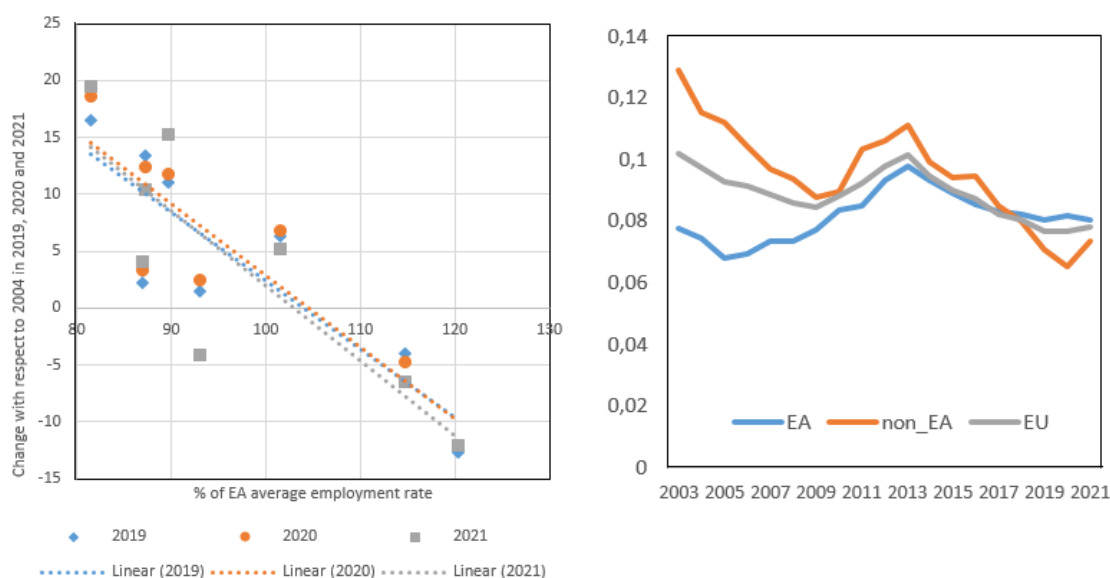 Change with respect to 2004 in 2019, 2020 and 2021
25
20
15
10
5
0
-5
-10
-15
80 90 100 110 120 130
% of EA average employment rate
2019 2020 2021
Linear (2019) Linear (2020) Linear (2021)
0,14
0,12
0,1
0,08
0,06
0,04
0,02
0
EA non_EA EU
2003 2005 2007 2009 2011 2013 2015 2017 2019 2021